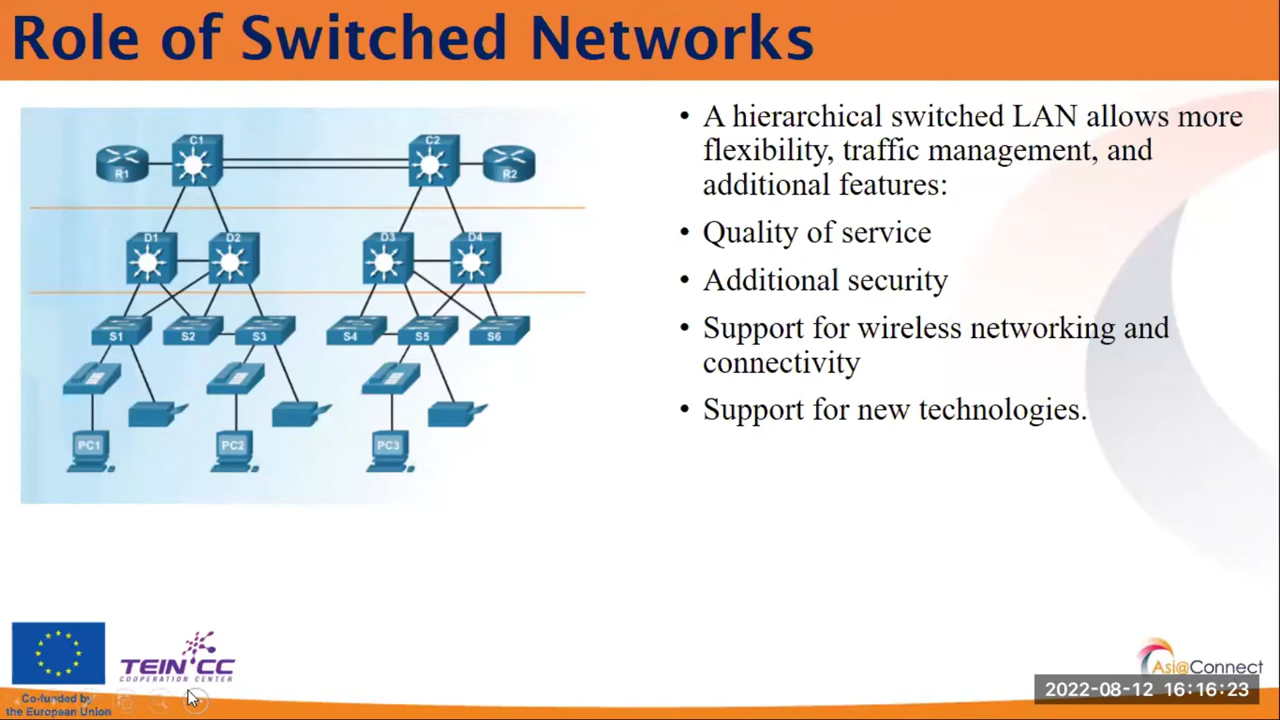 Role of Switched Networks
C1
C2
R1
R2
D1
D2
D3
D4
S1
S2
S3
S4
S5
S6
PC1
PC2
PC3
• A hierarchical switched LAN allows more
flexibility, traffic management, and
additional features:
• Quality of service
• Additional security
• Support for wireless networking and
connectivity
• Support for new technologies.
TEIN*CC
COOPERATION CENTER
Co-funded by
the European Union
Asi@Connect
2022-08-12 16:16:23